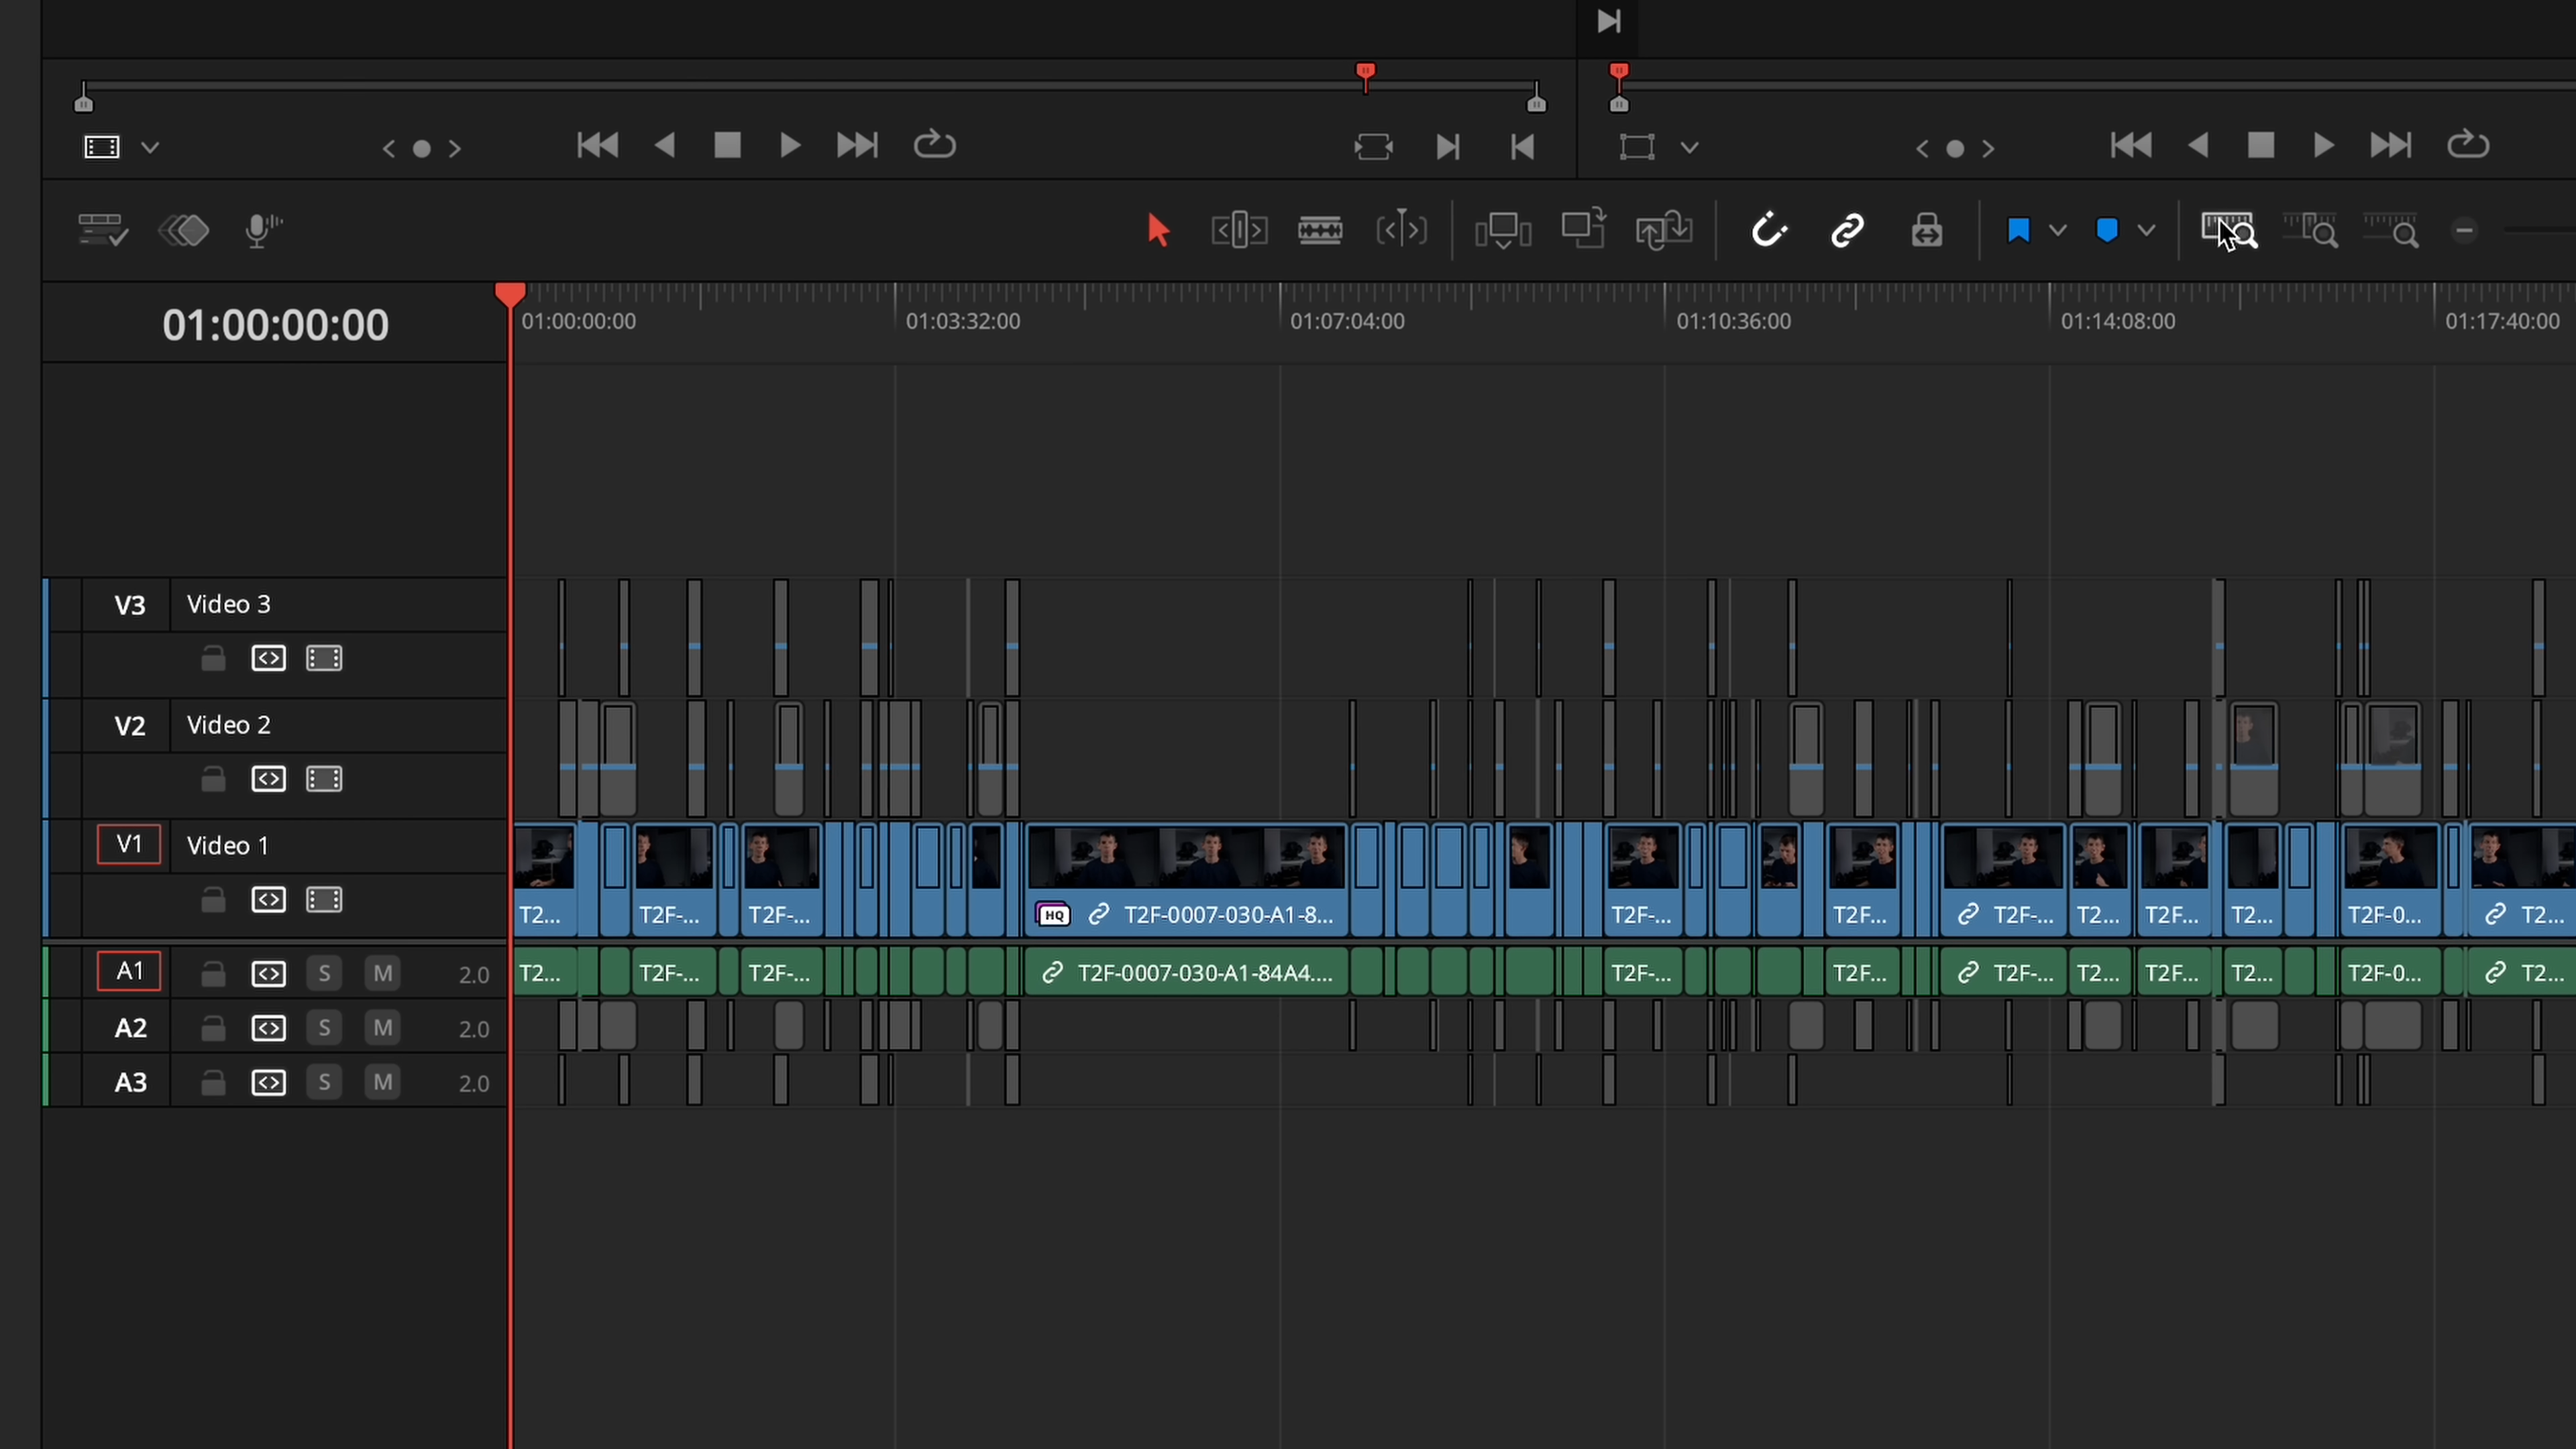 01:00:00:00
01:00:00:00 01:03:32:00 01:07:04:00 01:10:36:00 01:14:08:00 01:17:40:00
V3 Video 3
V2 Video 2
V1 Video 1
T2... T2F-... T2F-... HQ T2F-0007-030-A1-8... T2F-... T2F... T2F-... T2... T2F... T2... T2F-0... T2...
A1 S M 2.0 T2... T2F-... T2F-... T2F-0007-030-A1-84A4.... T2F-... T2F... T2F-... T2... T2F... T2... T2F-0... T2...
A2 S M 2.0
A3 S M 2.0